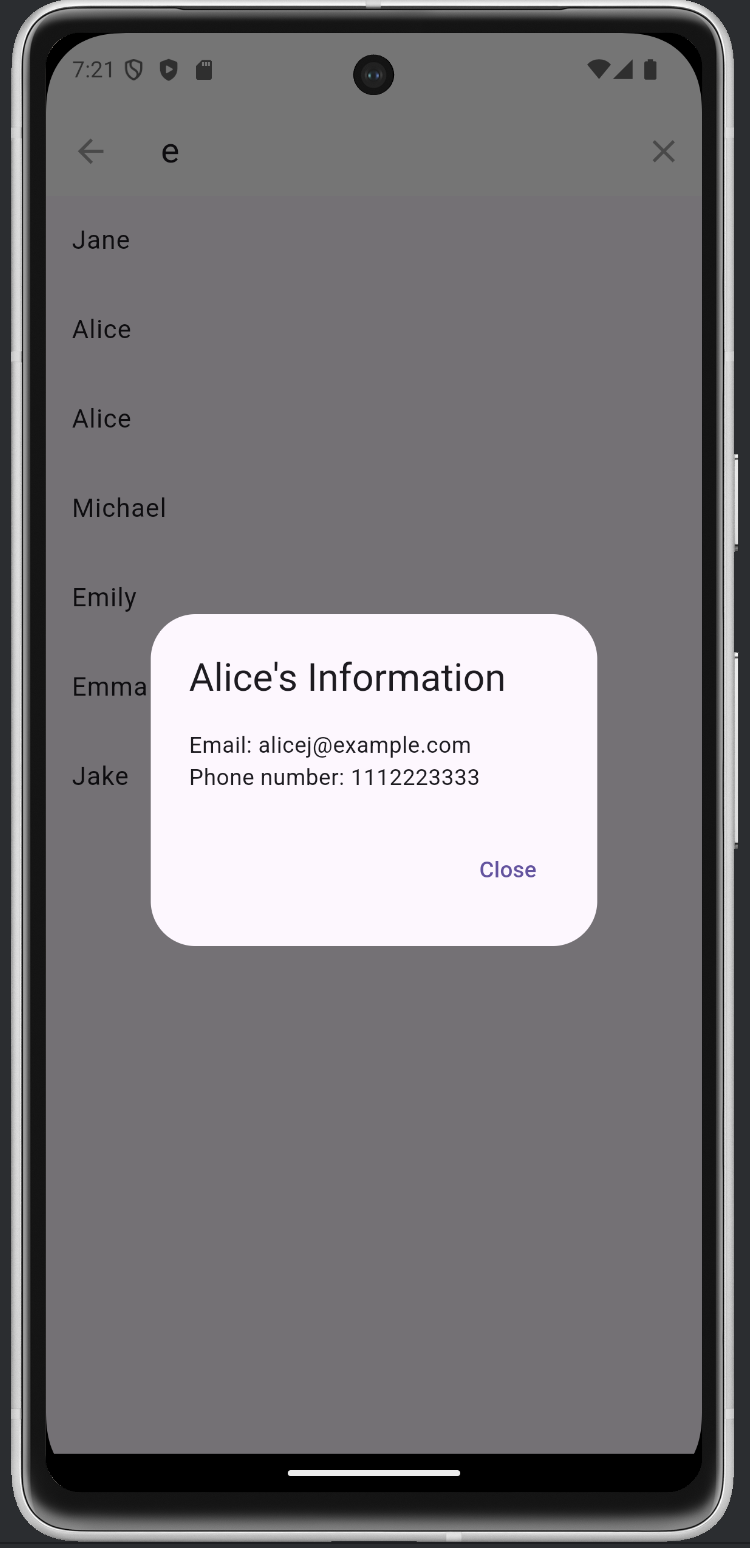 7:21
e
Jane
Alice
Alice
Michael
Emily
Emma
Jake
Alice's Information
Email: alicej@example.com
Phone number: 1112223333
Close